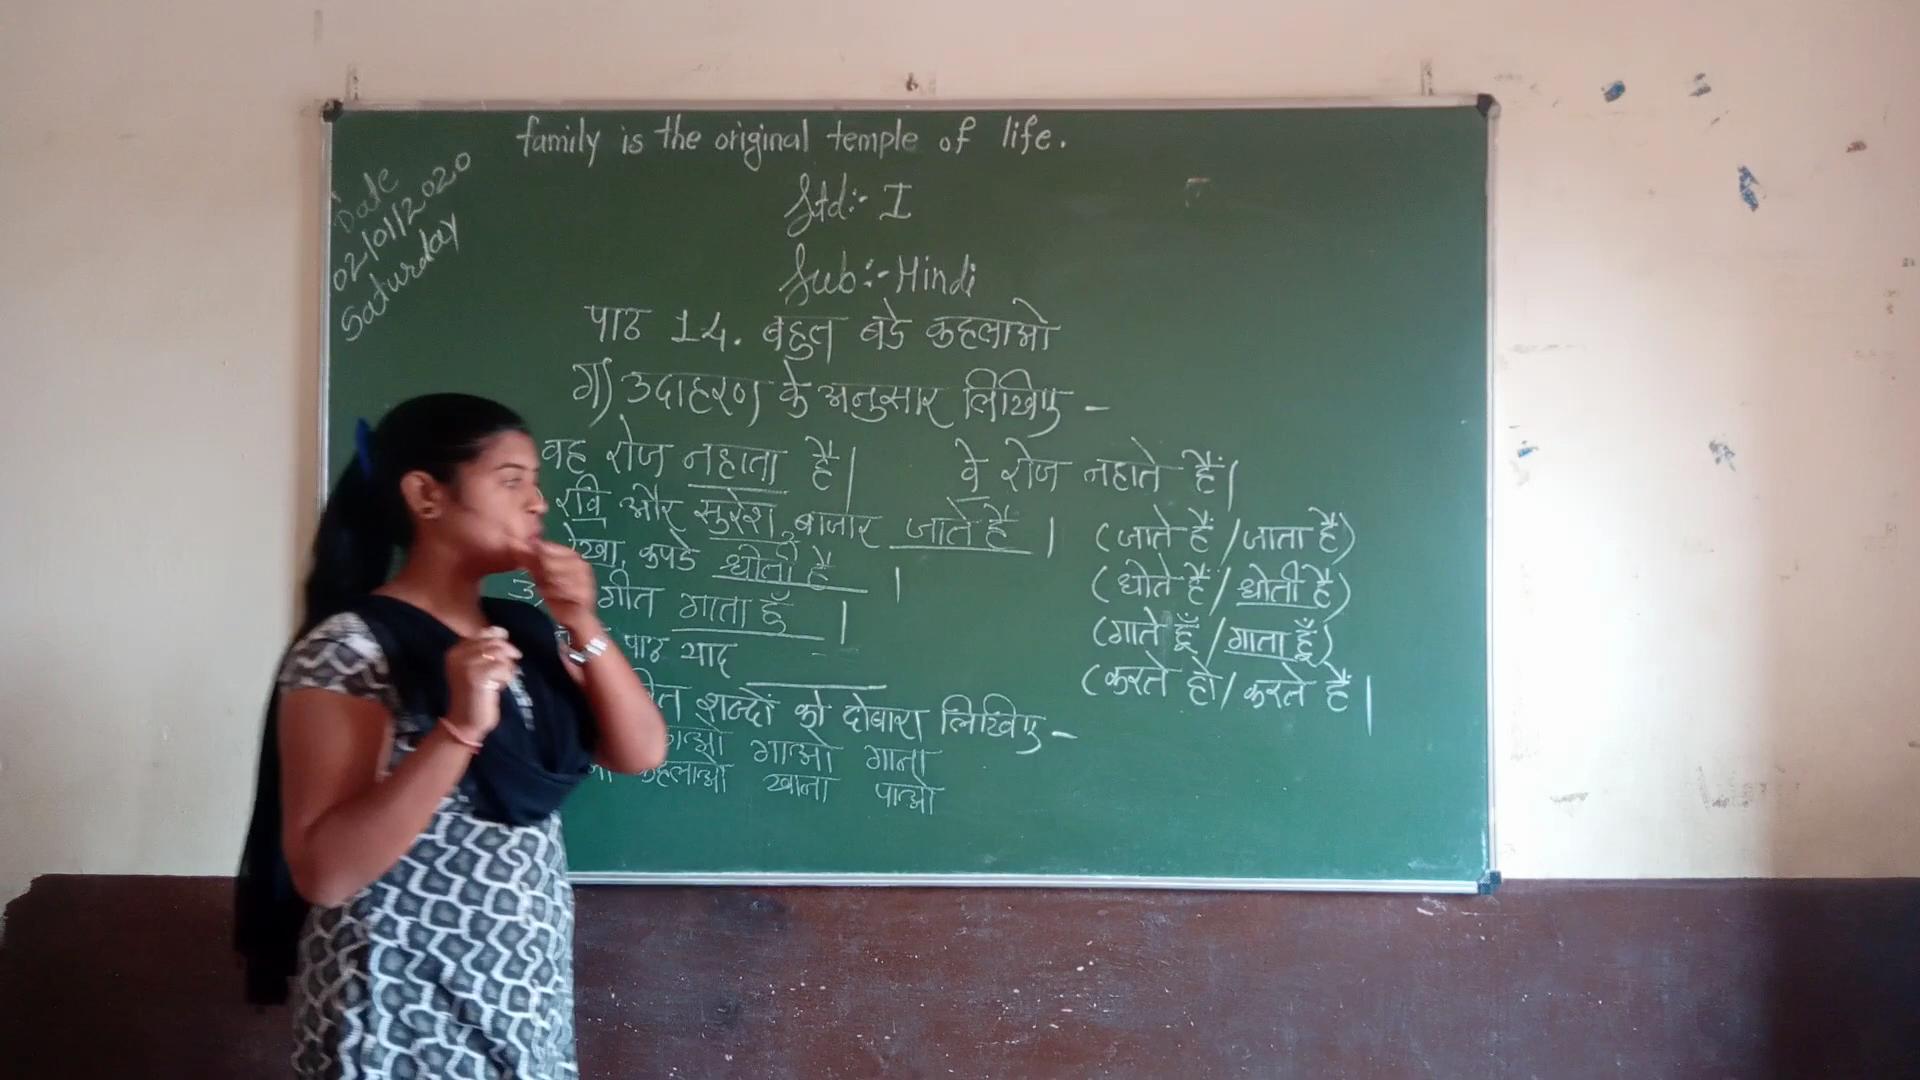 family is the original temple of life.
Date
02/01/2020
Saturday
Std:- I
Sub:- Hindi
पाठ 14. बहुत बडे कहलाओ
ग) उदाहरण के अनुसार लिखिए -
वह रोज नहाता है| वे रोज नहाते हैं|
रवि और सुरेश बाजार जाते है | (जाते हैं / जाता है)
कपडे धोती है | (धोते हैं / धोती है)
गीत गाता हूँ | (गाते हूँ / गाता हूँ)
पाठ याद ______ (करते हो / करते हैं |
शब्दों को दोबारा लिखिए -
गाओ गाना
कहलाओ खाना पाओ